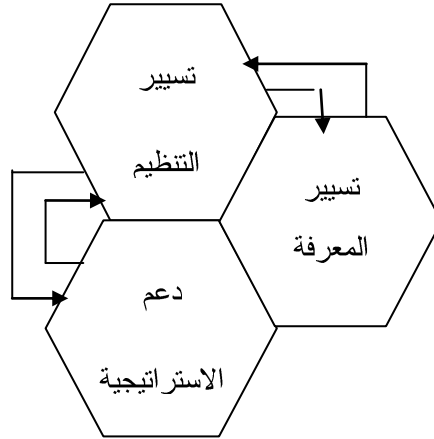 تسيير
التنظيم
تسيير
المعرفة
دعم
الاستراتيجية